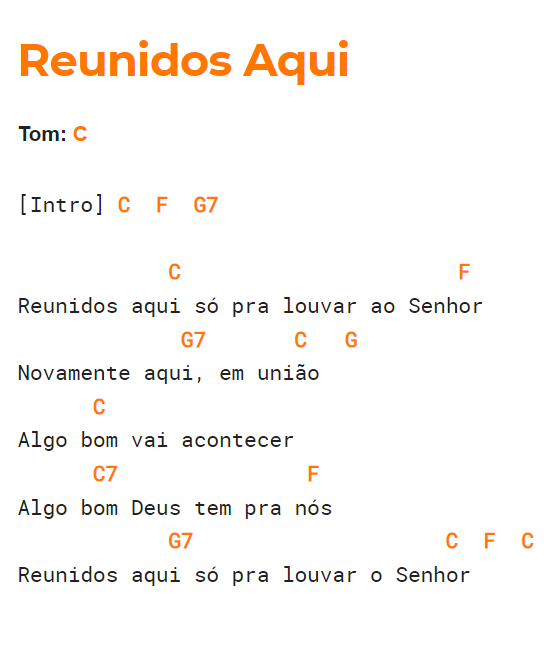 Reunidos Aqui
Tom: C
[Intro] C  F  G7
            C                      F
Reunidos aqui só pra louvar ao Senhor
             G7       C   G
Novamente aqui, em união
      C
Algo bom vai acontecer
      C7               F
Algo bom Deus tem pra nós
            G7                    C  F  C
Reunidos aqui só pra louvar o Senhor